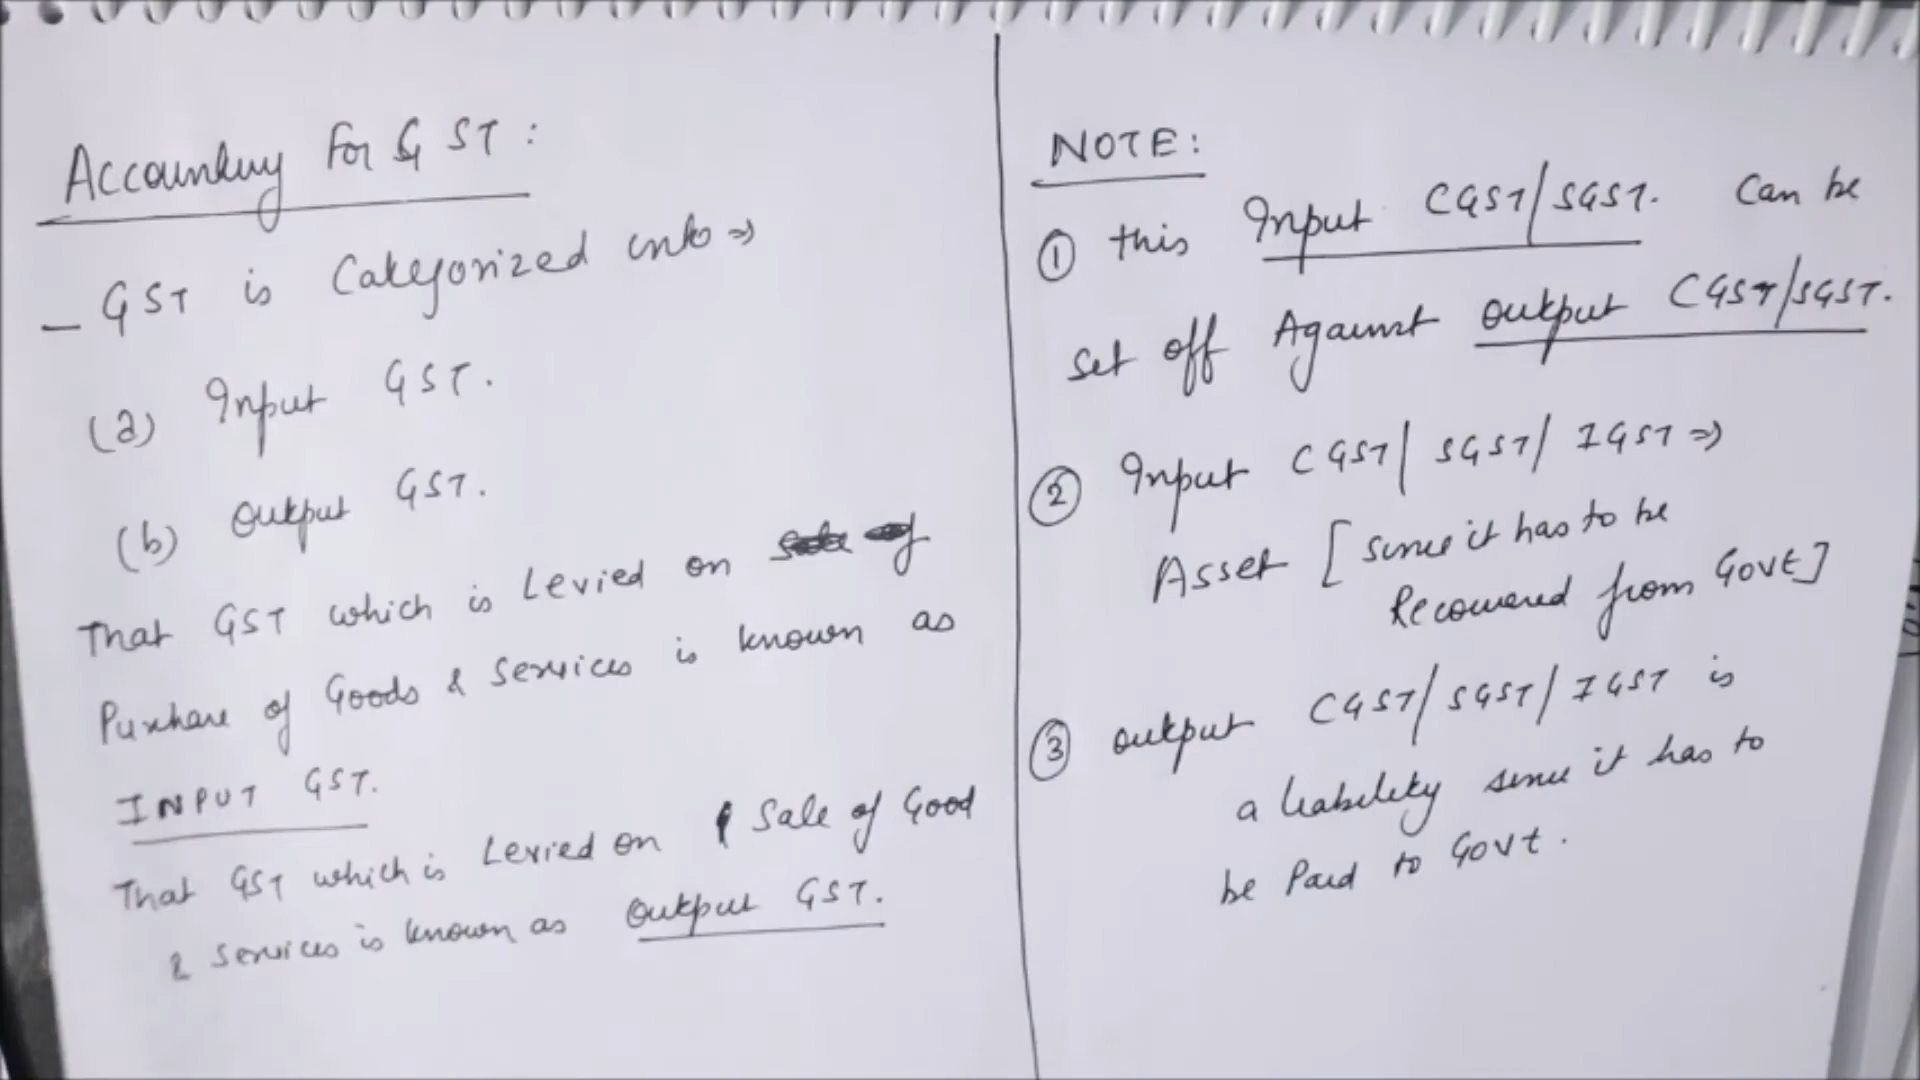 Accounting For GST:
- GST is Categorized into ⇒
(a) Input GST.
(b) Output GST.
That GST which is Levied on
Purchase of Goods & Services is known as
INPUT GST.
That GST which is Levied on Sale of Good
& Services is known as Output GST.
NOTE:
① this Input CGST/SGST. Can be
Set off Against output CGST/SGST.
② Input CGST/ SGST/ IGST ⇒
Asset [since it has to be
Recovered from Govt]
③ output CGST/SGST/IGST is
a liability since it has to
be Paid to Govt.